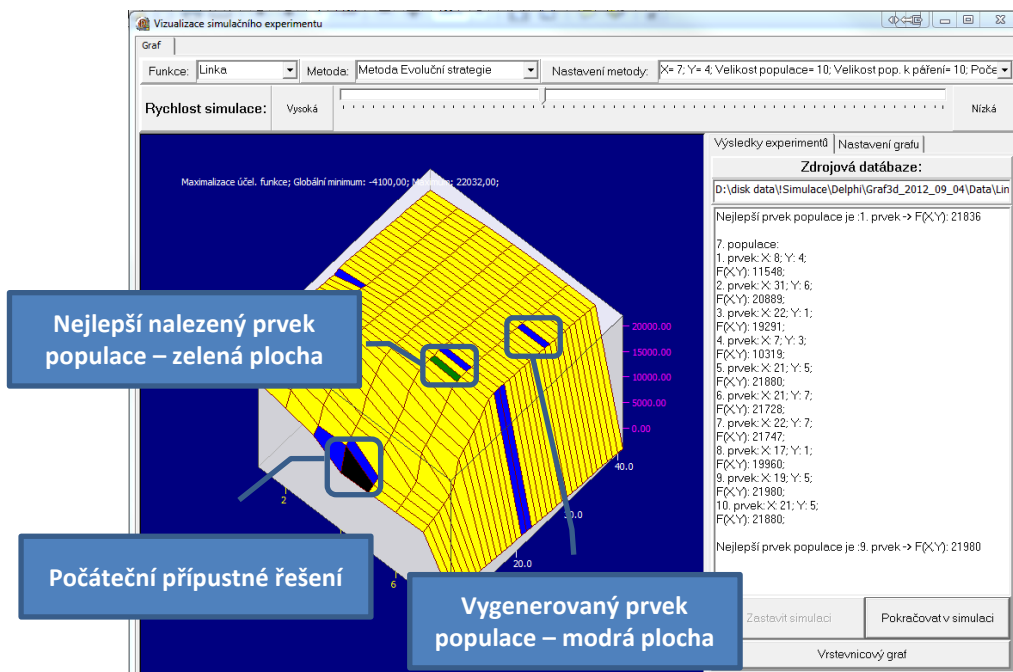 Vizualizace simulačního experimentu
Graf
Funkce: Linka Metoda: Metoda Evoluční strategie Nastavení metody: X= 7; Y= 4; Velikost populace= 10; Velikost pop. k páření= 10; Poče
Rychlost simulace: Vysoká Nízká
Výsledky experimentů Nastavení grafu
Zdrojová dátábaze:
D:\disk data\!Simulace\Delphi\Graf3d_2012_09_04\Data\Lin
Maximalizace účel. funkce; Globální minimum: -4100,00; 22032,00;
Nejlepší prvek populace je :1. prvek -> F(X,Y): 21836
7. populace:
1. prvek: X: 8; Y: 4;
F(X,Y): 11548;
2. prvek: X: 31; Y: 6;
F(X,Y): 20889;
3. prvek: X: 22; Y: 1;
F(X,Y): 19291;
4. prvek: X: 7; Y: 3;
F(X,Y): 10319;
5. prvek: X: 21; Y: 5;
F(X,Y): 21880;
6. prvek: X: 21; Y: 7;
F(X,Y): 21728;
7. prvek: X: 22; Y: 7;
F(X,Y): 21747;
8. prvek: X: 17; Y: 1;
F(X,Y): 19960;
9. prvek: X: 19; Y: 5;
F(X,Y): 21980;
10. prvek: X: 21; Y: 5;
F(X,Y): 21880;
Nejlepší prvek populace je :9. prvek -> F(X,Y): 21980
Nejlepší nalezený prvek
populace – zelená plocha
20000.00
15000.00
10000.00
5000.00
0.00
40.0
30.0
20.0
2
6
Počáteční přípustné řešení
Vygenerovaný prvek
populace – modrá plocha
Zastavit simulaci Pokračovat v simulaci
Vrstevnicový graf